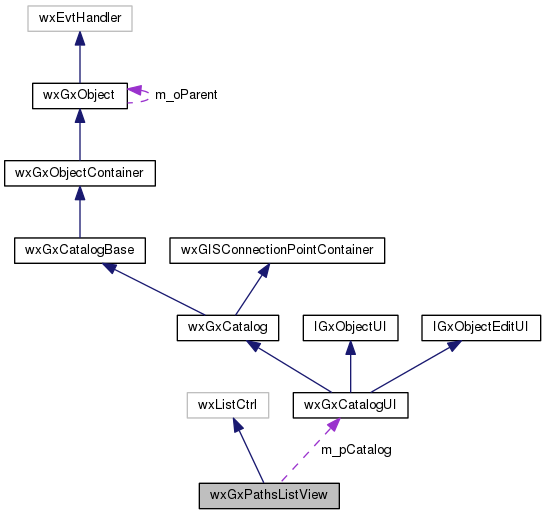 wxEvtHandler
wxGxObject
m_oParent
wxGxObjectContainer
wxGxCatalogBase
wxGISConnectionPointContainer
wxGxCatalog
IGxObjectUI
IGxObjectEditUI
wxListCtrl
wxGxCatalogUI
m_pCatalog
wxGxPathsListView